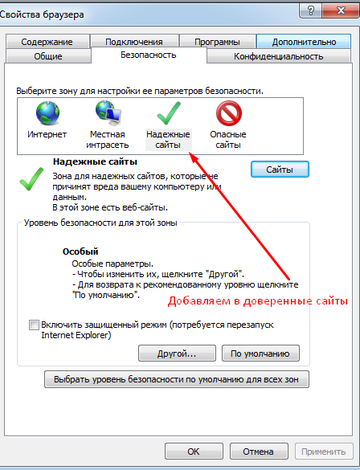 Свойства браузера
Содержание
Подключения
Программы
Дополнительно
Общие
Безопасность
Конфиденциальность
Выберите зону для настройки ее параметров безопасности.
Интернет
Местная
интрасеть
Надежные
сайты
Опасные
сайты
Надежные сайты
Сайты
Зона для надежных сайтов, которые не
причинят вреда вашему компьютеру или
данным.
В этой зоне есть веб-сайты.
Уровень безопасности для этой зоны
Особый
Особые параметры.
- Чтобы изменить их, щелкните "Другой".
- Для возврата к рекомендованному уровню щелкните
"По умолчанию".
Добавляем в доверенные сайты
Включить защищенный режим (потребуется перезапуск
Internet Explorer)
Другой...
По умолчанию
Выбрать уровень безопасности по умолчанию для всех зон
ОК
Отмена
Применить